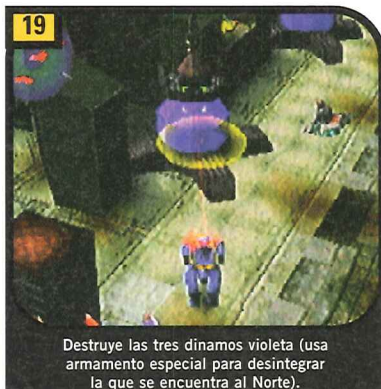 19
Destruye las tres dinamos violeta (usa
armamento especial para desintegrar
la que se encuentra al Norte).